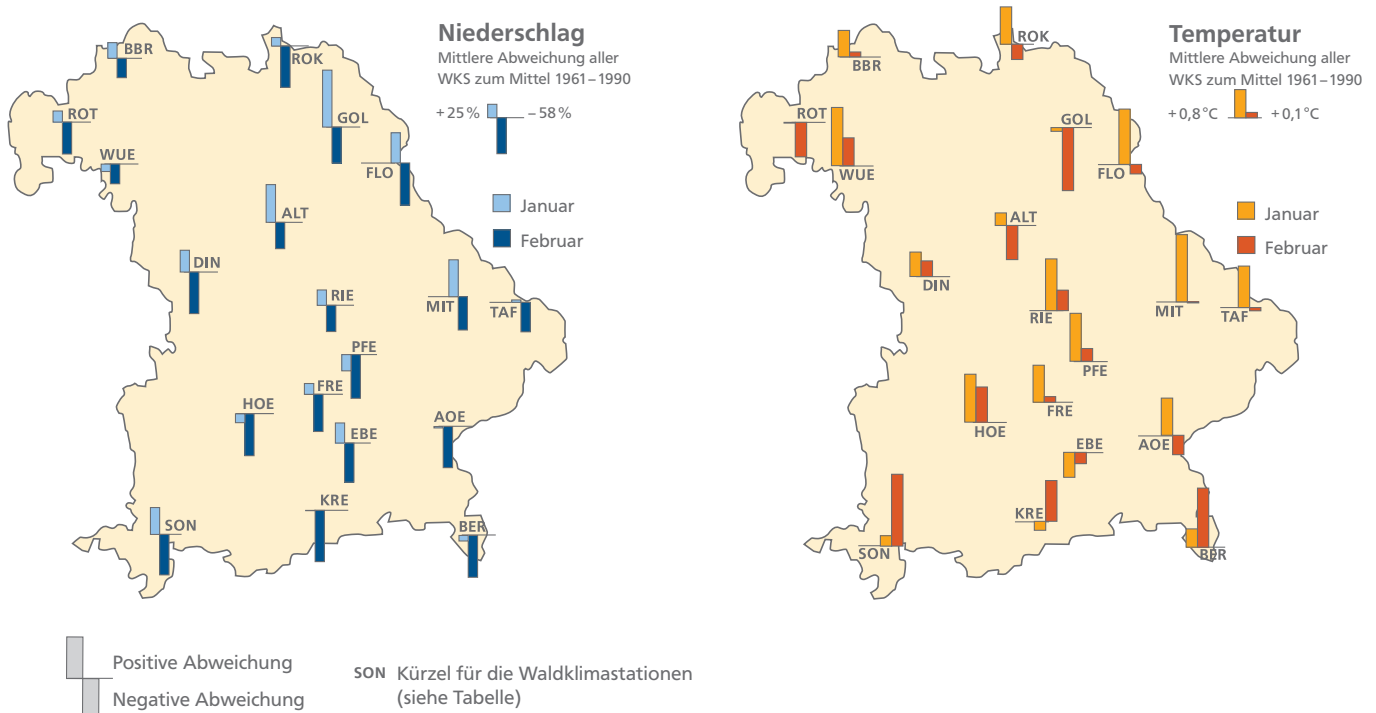 Niederschlag
Mittlere Abweichung aller
WKS zum Mittel 1961–1990
+25% –58%
Januar
Februar
BBR
ROK
ROT
GOL
WUE
FLO
ALT
DIN
RIE
MIT
TAF
PFE
FRE
HOE
AOE
EBE
KRE
SON
BER
Temperatur
Mittlere Abweichung aller
WKS zum Mittel 1961–1990
+0,8°C +0,1°C
Januar
Februar
ROK
BBR
ROT
GOL
WUE
FLO
ALT
DIN
RIE
MIT
TAF
PFE
FRE
HOE
AOE
EBE
KRE
SON
BER
Positive Abweichung
Negative Abweichung
SON Kürzel für die Waldklimastationen
(siehe Tabelle)